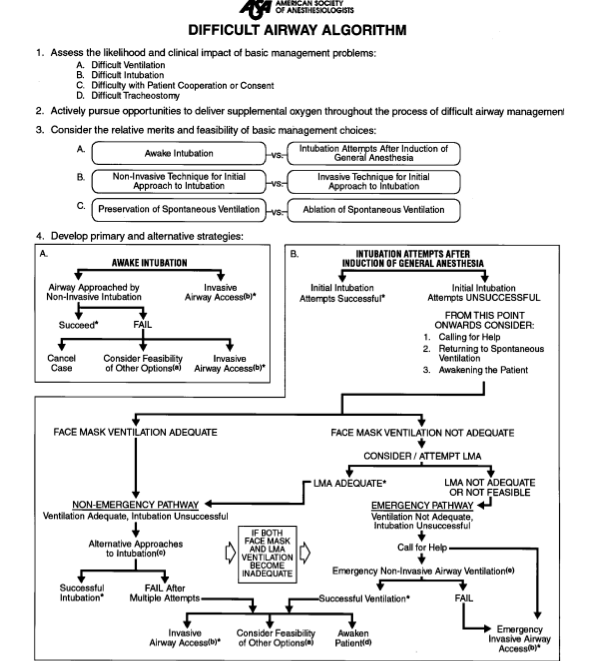 ASA AMERICAN SOCIETY
OF ANESTHESIOLOGISTS
DIFFICULT AIRWAY ALGORITHM
1. Assess the likelihood and clinical impact of basic management problems:
A. Difficult Ventilation
B. Difficult Intubation
C. Difficulty with Patient Cooperation or Consent
D. Difficult Tracheostomy
2. Actively pursue opportunities to deliver supplemental oxygen throughout the process of difficult airway management
3. Consider the relative merits and feasibility of basic management choices:
A.
Awake Intubation
vs.
Intubation Attempts After Induction of
General Anesthesia
B.
Non-Invasive Technique for Initial
Approach to Intubation
vs.
Invasive Technique for Initial
Approach to Intubation
C.
Preservation of Spontaneous Ventilation
vs.
Ablation of Spontaneous Ventilation
4. Develop primary and alternative strategies:
A.
AWAKE INTUBATION
Airway Approached by
Non-Invasive Intubation
Invasive
Airway Access(b)*
Succeed*
FAIL
Cancel
Case
Consider Feasibility
of Other Options(a)
Invasive
Airway Access(b)*
B.
INTUBATION ATTEMPTS AFTER
INDUCTION OF GENERAL ANESTHESIA
Initial Intubation
Attempts Successful*
Initial Intubation
Attempts UNSUCCESSFUL
FROM THIS POINT
ONWARDS CONSIDER:
1. Calling for Help
2. Returning to Spontaneous
Ventilation
3. Awakening the Patient
FACE MASK VENTILATION ADEQUATE
FACE MASK VENTILATION NOT ADEQUATE
CONSIDER / ATTEMPT LMA
LMA ADEQUATE*
LMA NOT ADEQUATE
OR NOT FEASIBLE
NON-EMERGENCY PATHWAY
Ventilation Adequate, Intubation Unsuccessful
EMERGENCY PATHWAY
Ventilation Not Adequate,
Intubation Unsuccessful
IF BOTH
FACE MASK
AND LMA
VENTILATION
BECOME
INADEQUATE
Alternative Approaches
to Intubation(c)
Call for Help
Emergency Non-Invasive Airway Ventilation(e)
Successful
Intubation*
FAIL After
Multiple Attempts
Successful Ventilation*
FAIL
Invasive
Airway Access(b)*
Consider Feasibility
of Other Options(a)
Awaken
Patient(d)
Emergency
Invasive Airway
Access(b)*